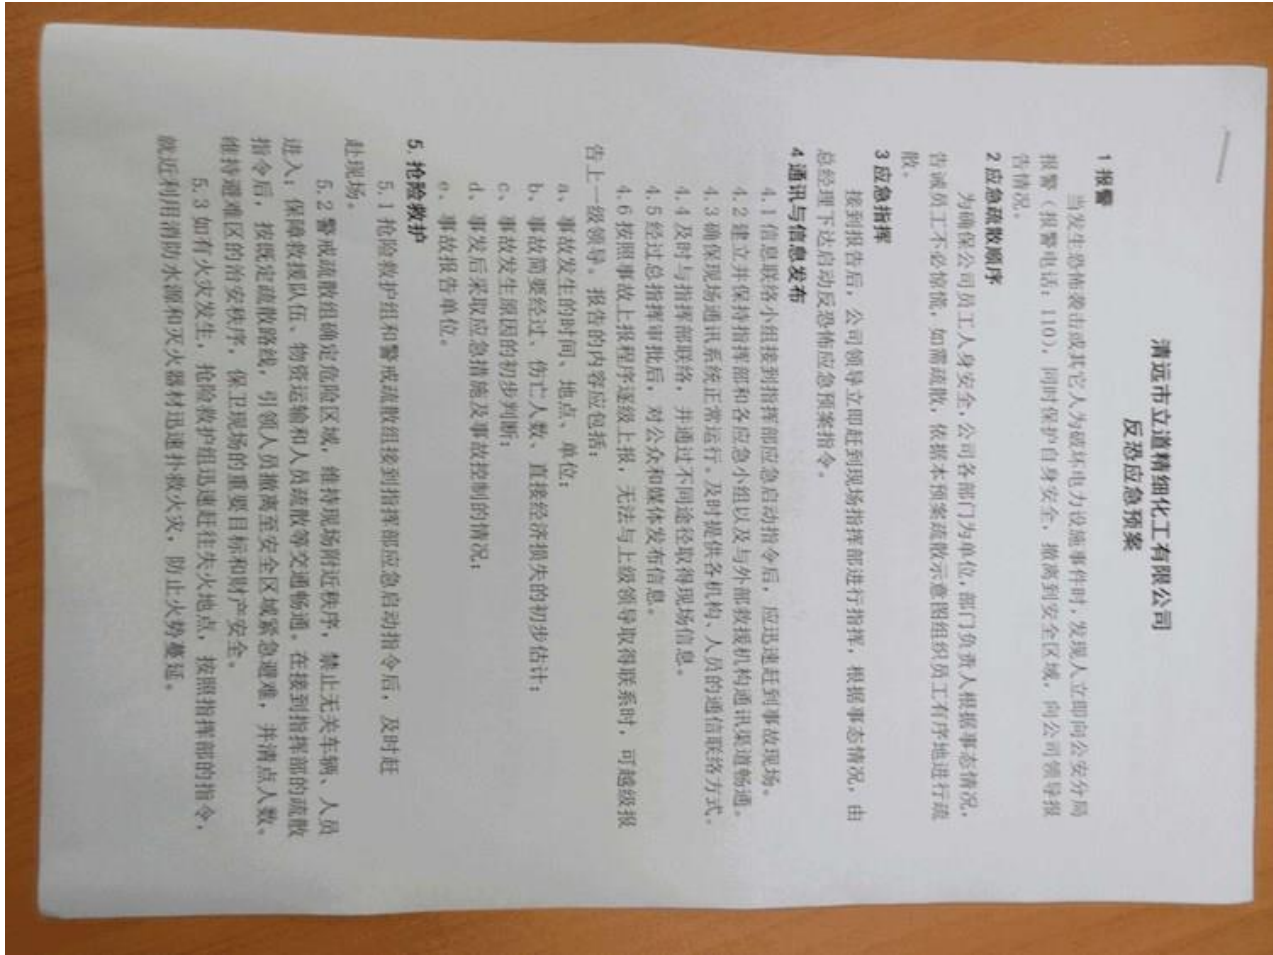 清远市立道精细化工有限公司
反恐应急预案
1 报警
当发生恐怖袭击或其它人为破坏电力设施事件时，发现人立即向公安分局
报警（报警电话：110），同时保护自身安全，撤离到安全区域，向公司领导报
告情况。
2 应急疏散顺序
为确保公司员工人身安全，公司各部门为单位，部门负责人根据事态情况，
告诫员工不必惊慌，如需疏散，依据本预案疏散示意图组织员工有序地进行疏
散。
3 应急指挥
接到报告后，公司领导立即赶到现场指挥部进行指挥，根据事态情况，由
总经理下达启动反恐怖应急预案指令。
4 通讯与信息发布
4.1 信息联络小组接到指挥部应急启动指令后，应迅速赶到事故现场。
4.2 建立并保持指挥部和各应急小组以及与外部救援机构通讯渠道畅通。
4.3 确保现场通讯系统正常运行。及时提供各机构、人员的通信联络方式。
4.4 及时与指挥部联络，并通过不同途径取得现场信息。
4.5 经过总指挥审批后，对公众和媒体发布信息。
4.6 按照事故上报程序逐级上报，无法与上级领导取得联系时，可越级报
告上一级领导。报告的内容应包括：
a、事故发生的时间、地点、单位；
b、事故简要经过、伤亡人数、直接经济损失的初步估计；
c、事故发生原因的初步判断；
d、事发后采取应急措施及事故控制的情况；
e、事故报告单位。
5. 抢险救护
5.1 抢险救护组和警戒疏散组接到指挥部应急启动指令后，及时赶
赴现场。
5.2 警戒疏散组确定危险区域，维持现场附近秩序，禁止无关车辆、人员
进入；保障救援队伍、物资运输和人员疏散等交通畅通。在接到指挥部的疏散
指令后，按既定疏散路线，引领人员撤离至安全区域紧急避难，并清点人数。
维持避难区的治安秩序，保卫现场的重要目标和财产安全。
5.3 如有火灾发生，抢险救护组迅速赶往失火地点，按照指挥部的指令，
就近利用消防水源和灭火器材迅速扑救火灾，防止火势蔓延。